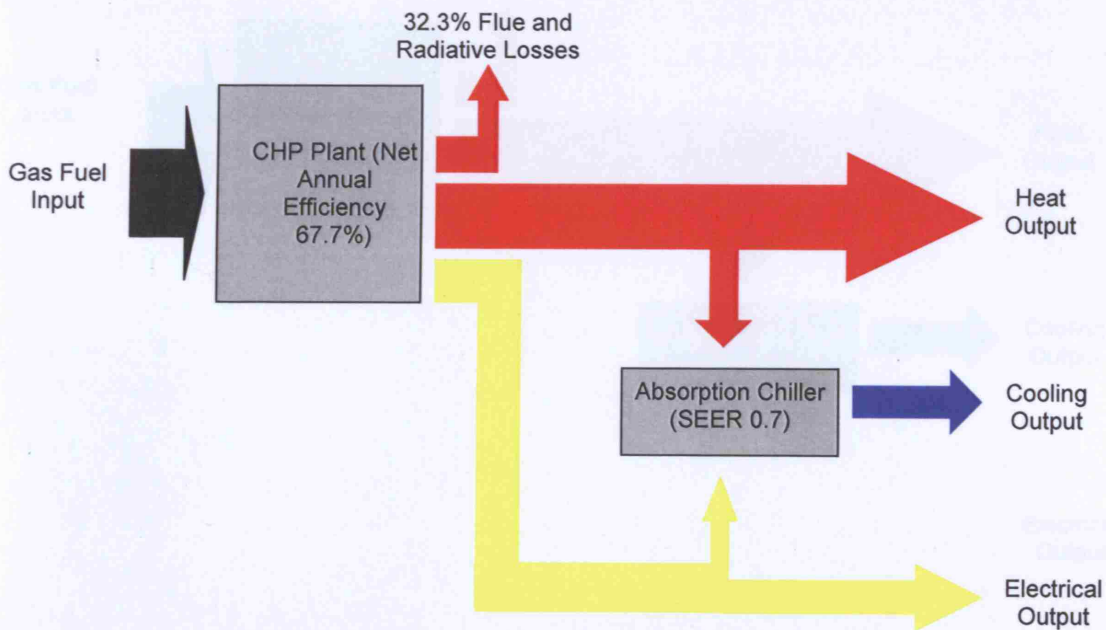 32.3% Flue and
Radiative Losses
Gas Fuel
Input
CHP Plant (Net
Annual
Efficiency
67.7%)
Heat
Output
Absorption Chiller
(SEER 0.7)
Cooling
Output
Electrical
Output